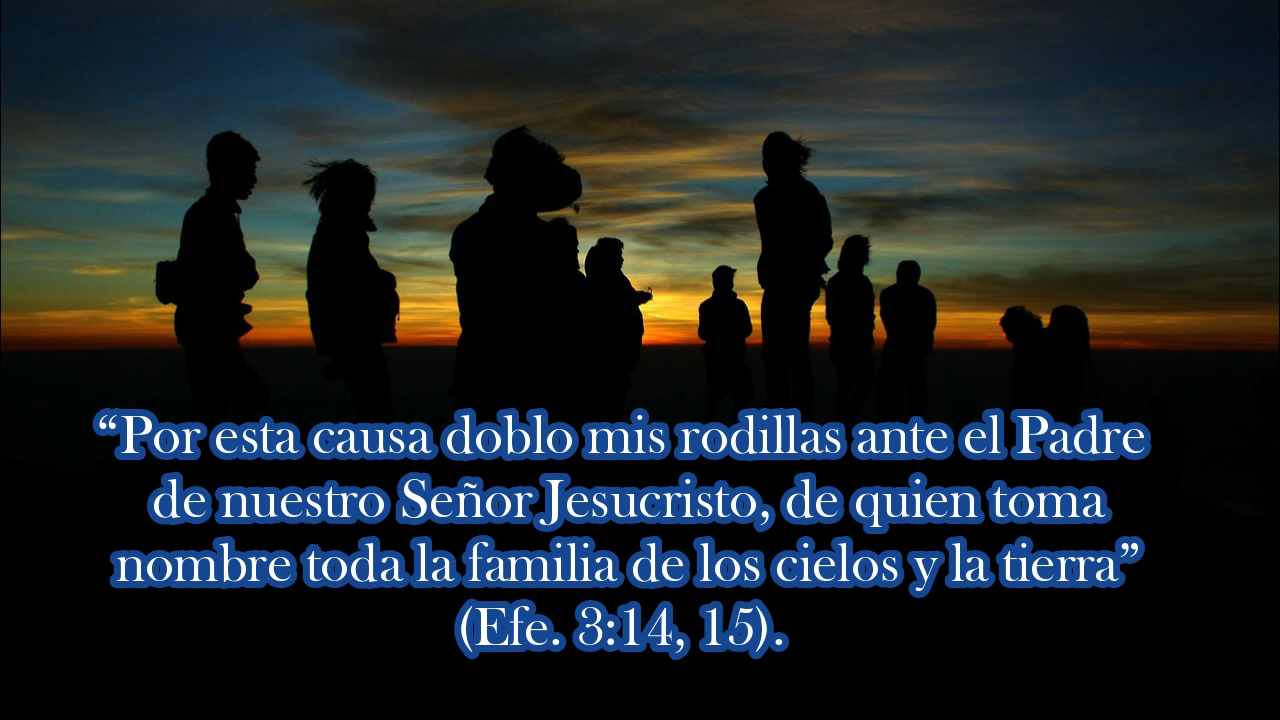 “Por esta causa doblo mis rodillas ante el Padre
de nuestro Señor Jesucristo, de quien toma
nombre toda la familia de los cielos y la tierra”
(Efe. 3:14, 15).